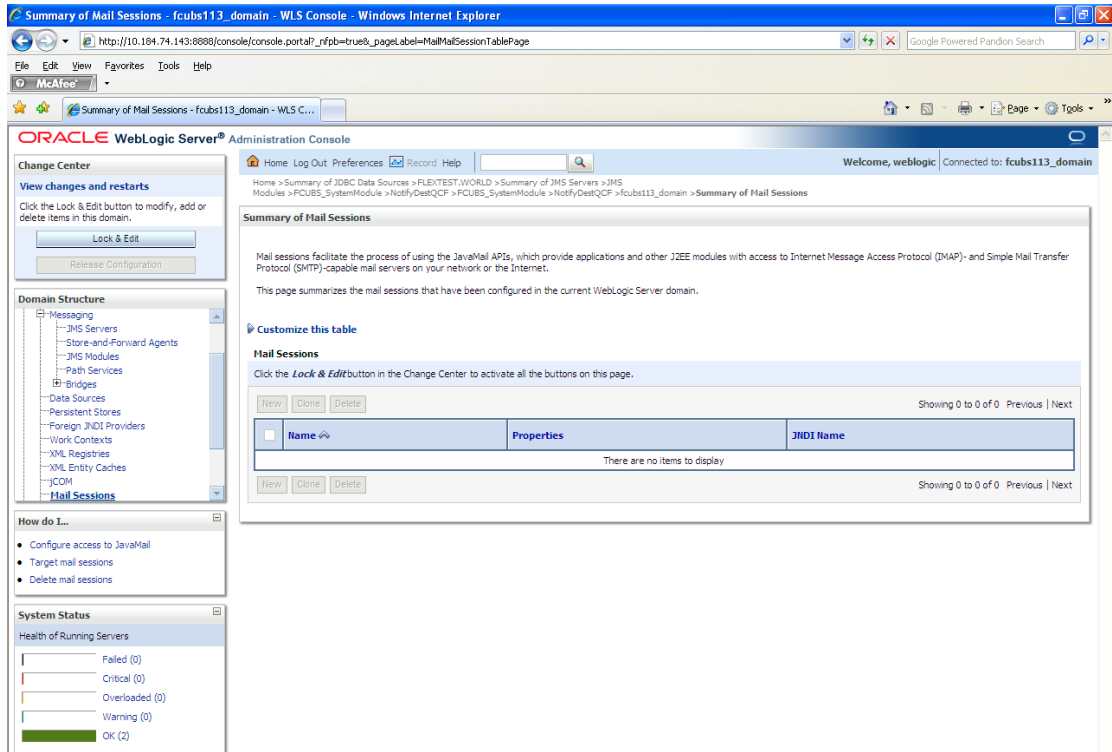 Summary of Mail Sessions - fcubs113_domain - WLS Console - Windows Internet Explorer
http://10.184.74.143:8888/console/console.portal?_nfpb=true&_pageLabel=MailMailSessionTablePage
Google Powered Pandion Search
File Edit View Favorites Tools Help
McAfee
Summary of Mail Sessions - fcubs113_domain - WLS C...
Page Tools »
ORACLE WebLogic Server® Administration Console
Change Center
View changes and restarts
Click the Lock & Edit button to modify, add or
delete items in this domain.
Lock & Edit
Release Configuration
Domain Structure
Messaging
JMS Servers
Store-and-Forward Agents
JMS Modules
Path Services
Bridges
Data Sources
Persistent Stores
Foreign JNDI Providers
Work Contexts
XML Registries
XML Entity Caches
jCOM
Mail Sessions
How do I...
Configure access to JavaMail
Target mail sessions
Delete mail sessions
System Status
Health of Running Servers
Failed (0)
Critical (0)
Overloaded (0)
Warning (0)
OK (2)
Home Log Out Preferences Record Help
Welcome, weblogic Connected to: fcubs113_domain
Home >Summary of JDBC Data Sources >FLEXTEST.WORLD >Summary of JMS Servers >JMS
Modules >FCUBS_SystemModule >NotifyDestQCF >FCUBS_SystemModule >NotifyDestQCF >fcubs113_domain >Summary of Mail Sessions
Summary of Mail Sessions
Mail sessions facilitate the process of using the JavaMail APIs, which provide applications and other J2EE modules with access to Internet Message Access Protocol (IMAP)- and Simple Mail Transfer
Protocol (SMTP)-capable mail servers on your network or the Internet.
This page summarizes the mail sessions that have been configured in the current WebLogic Server domain.
Customize this table
Mail Sessions
Click the Lock & Edit button in the Change Center to activate all the buttons on this page.
New Clone Delete Showing 0 to 0 of 0 Previous | Next
Name Properties JNDI Name
There are no items to display
New Clone Delete Showing 0 to 0 of 0 Previous | Next